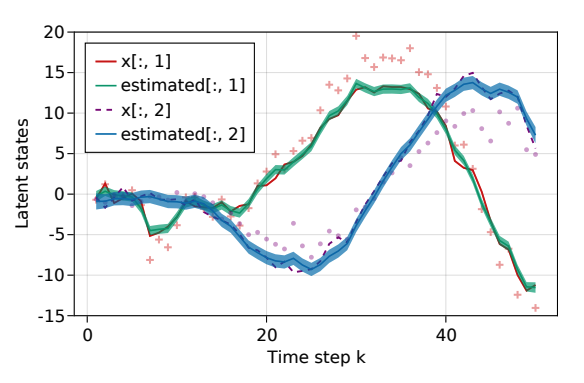 20
15
10
5
0
-5
-10
-15
Latent states
x[:, 1]
estimated[:, 1]
x[:, 2]
estimated[:, 2]
0
20
40
Time step k